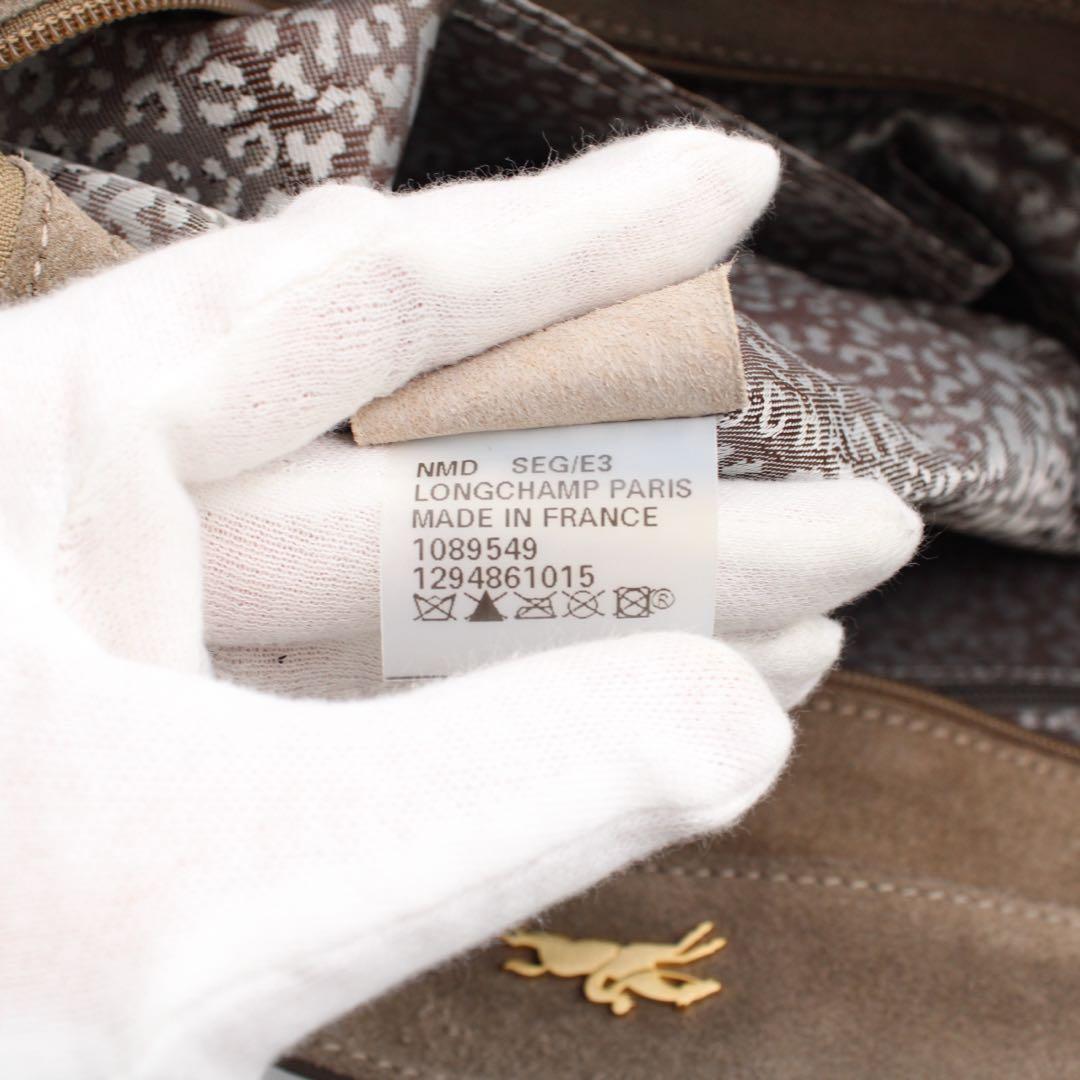 NMD SEG/E3
LONGCHAMP PARIS
MADE IN FRANCE
1089549
1294861015
®